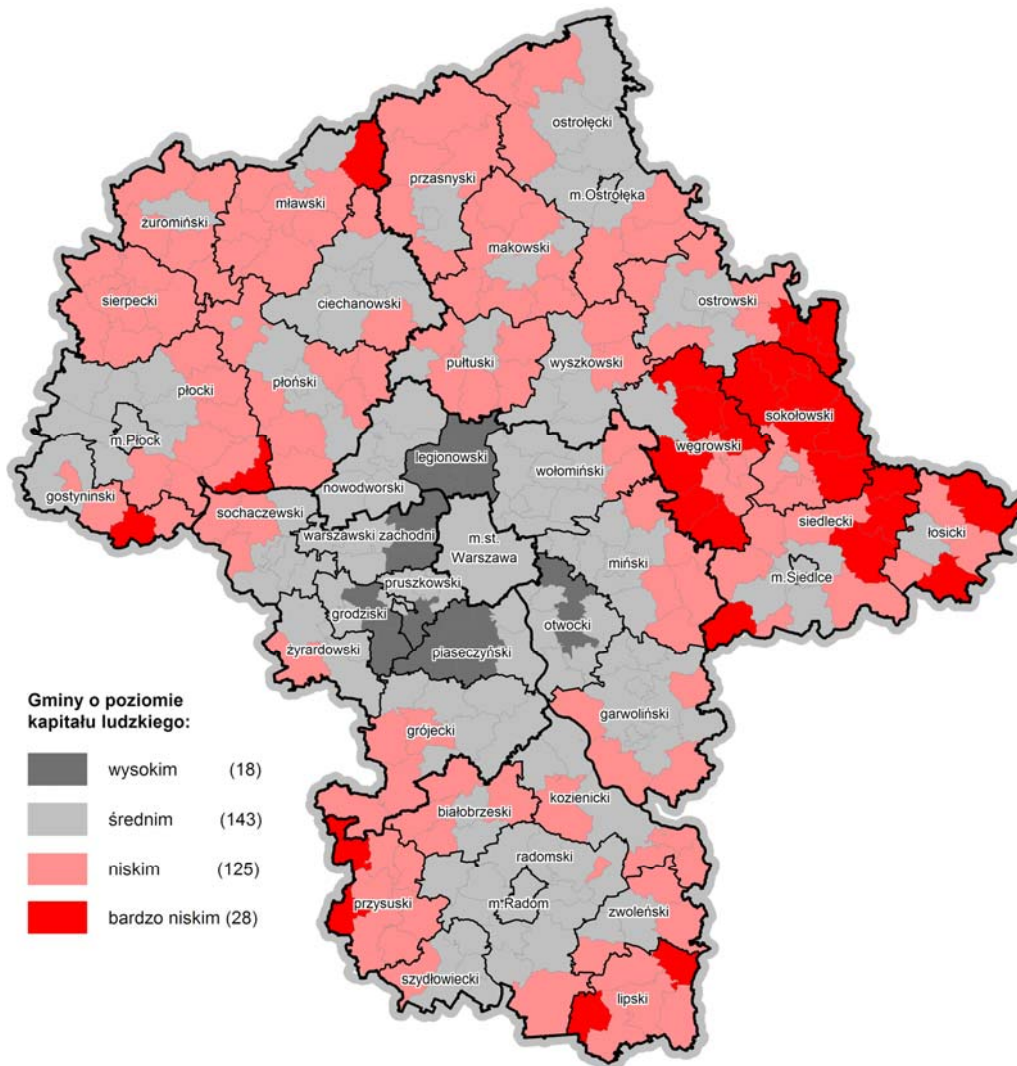 ostrołęcki
m.Ostrołęka
przasnyski
mławski
żuromiński
makowski
sierpecki
ciechanowski
ostrowski
pułtuski
wyszkowski
płocki
płoński
sokołowski
m.Płock
węgrowski
legionowski
wołomiński
nowodworski
gostyniński
sochaczewski
siedlecki
łosicki
warszawski zachodni
m.st.
Warszawa
miński
m.Siedlce
pruszkowski
grodziski
otwocki
żyrardowski
piaseczyński
garwoliński
grójecki
Gminy o poziomie
kapitału ludzkiego:
wysokim (18)
średnim (143)
niskim (125)
bardzo niskim (28)
kozienicki
białobrzeski
radomski
przysuski
m.Radom
zwoleński
szydłowiecki
lipski